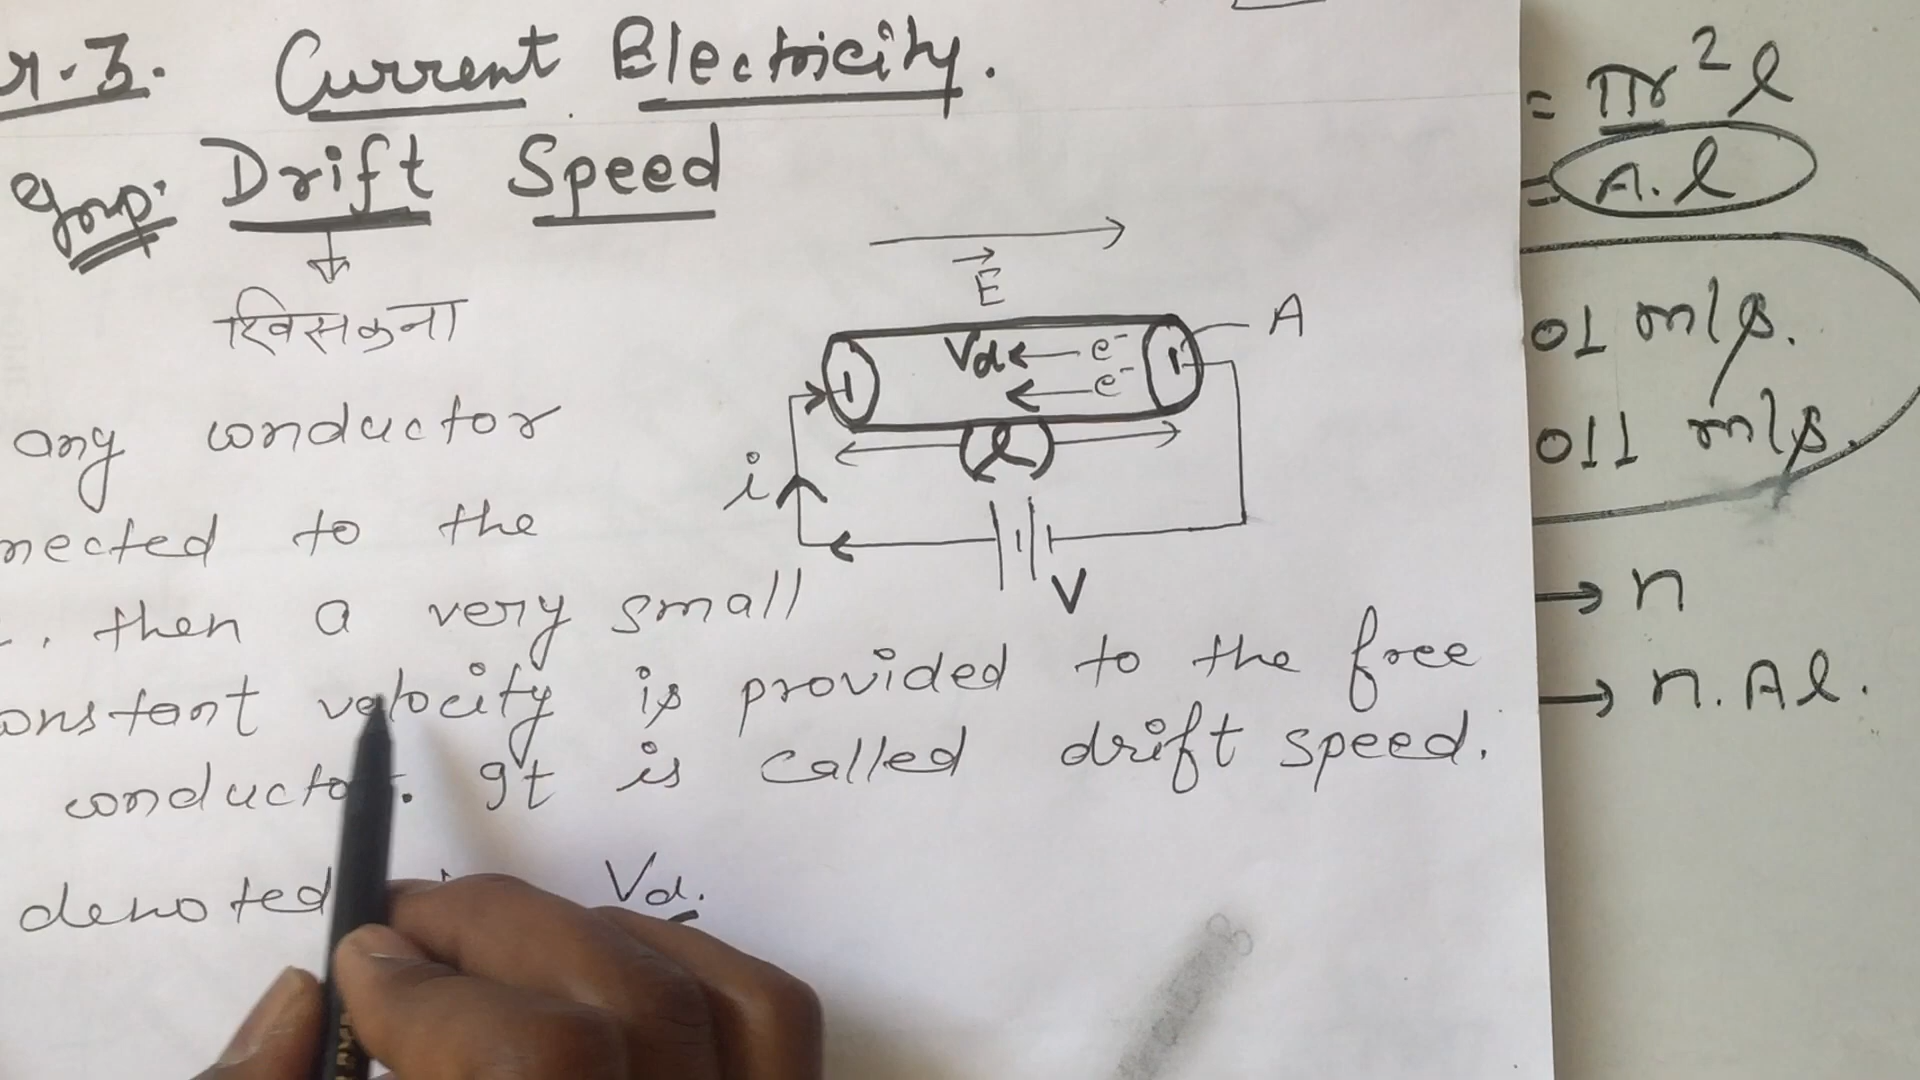 r.3. Current Electricity.
Imp. Drift Speed
खिसकना
E
A
Vd e-
e-
(l)
i
V
any conductor
nected to the
then a very small
onstant velocity is provided to the free
conductor. It is called drift speed.
denoted Vd.
= πr²l
= A.l
01 m/s.
011 m/s.
→ n
→ n.Al.